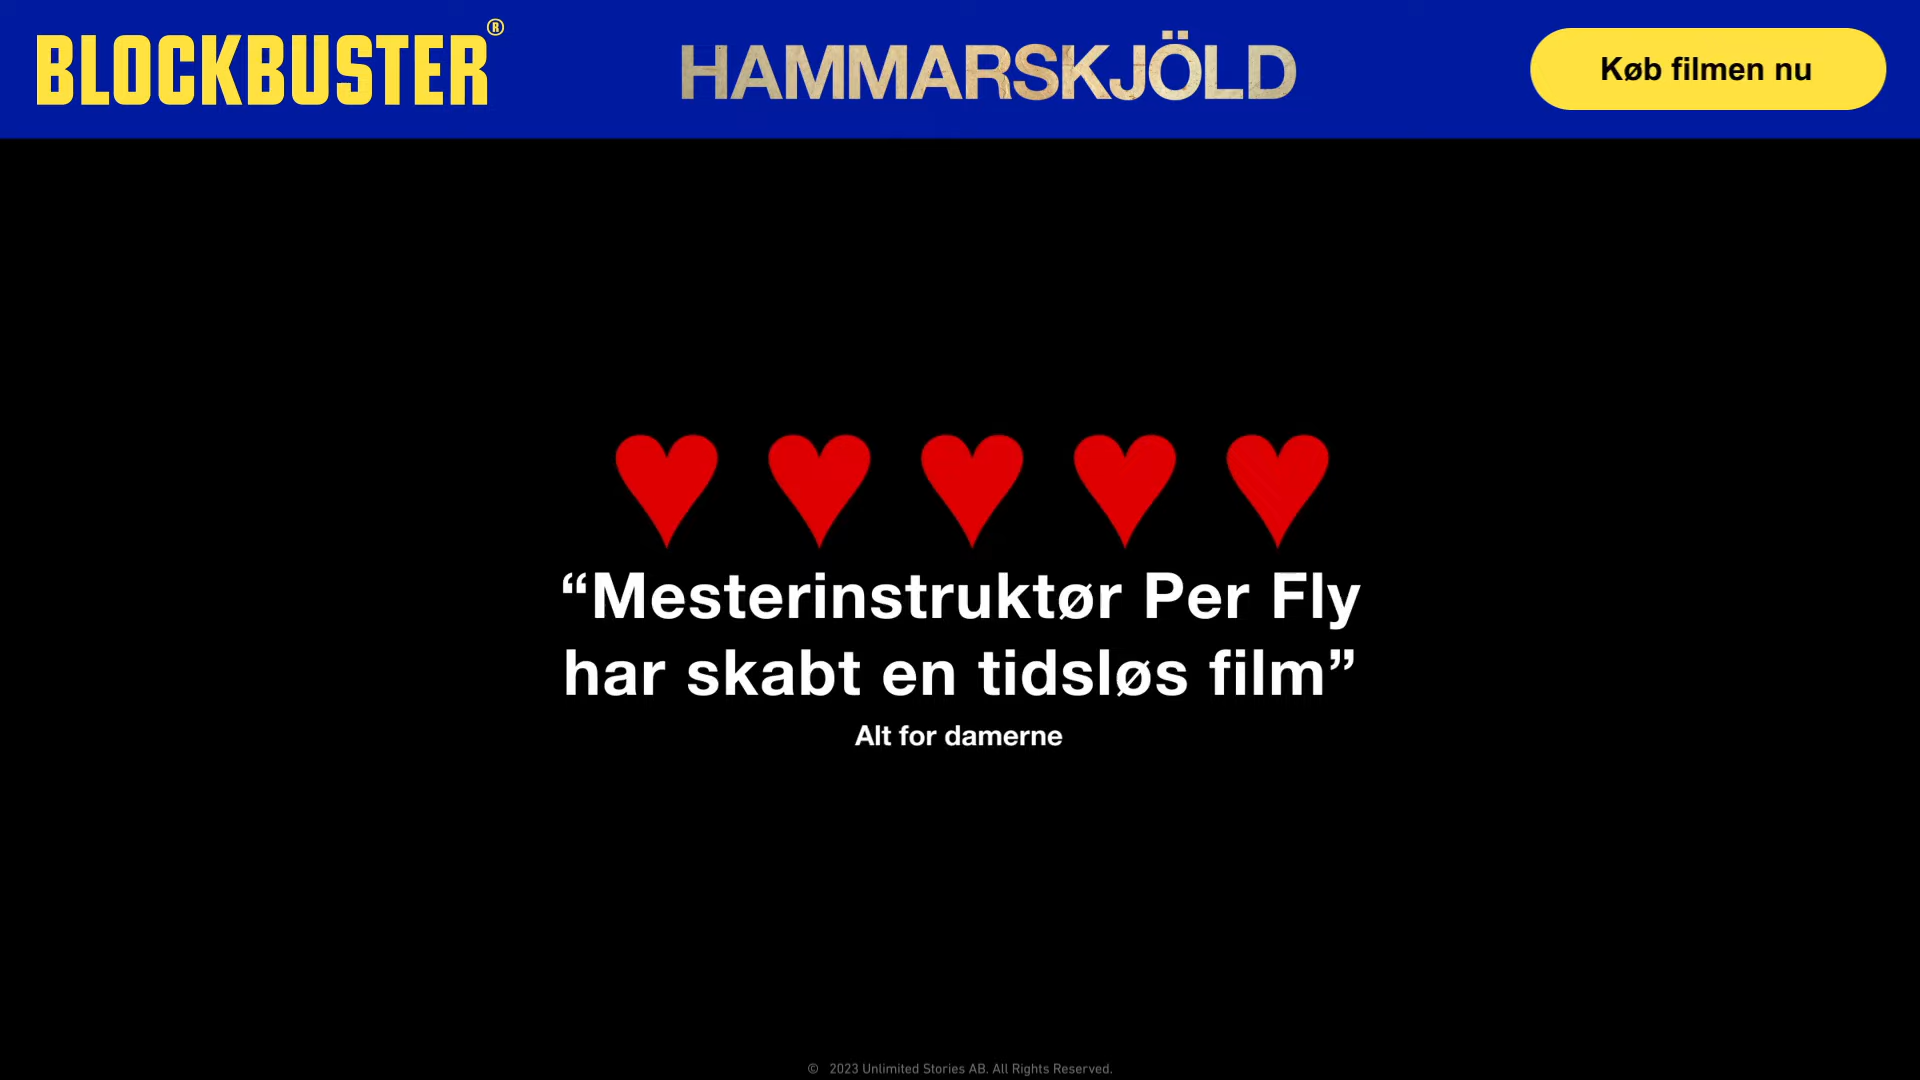 BLOCKBUSTER®
HAMMARSKJÖLD
Køb filmen nu
“Mesterinstruktør Per Fly
har skabt en tidsløs film”
Alt for damerne
© 2023 Unlimited Stories AB. All Rights Reserved.